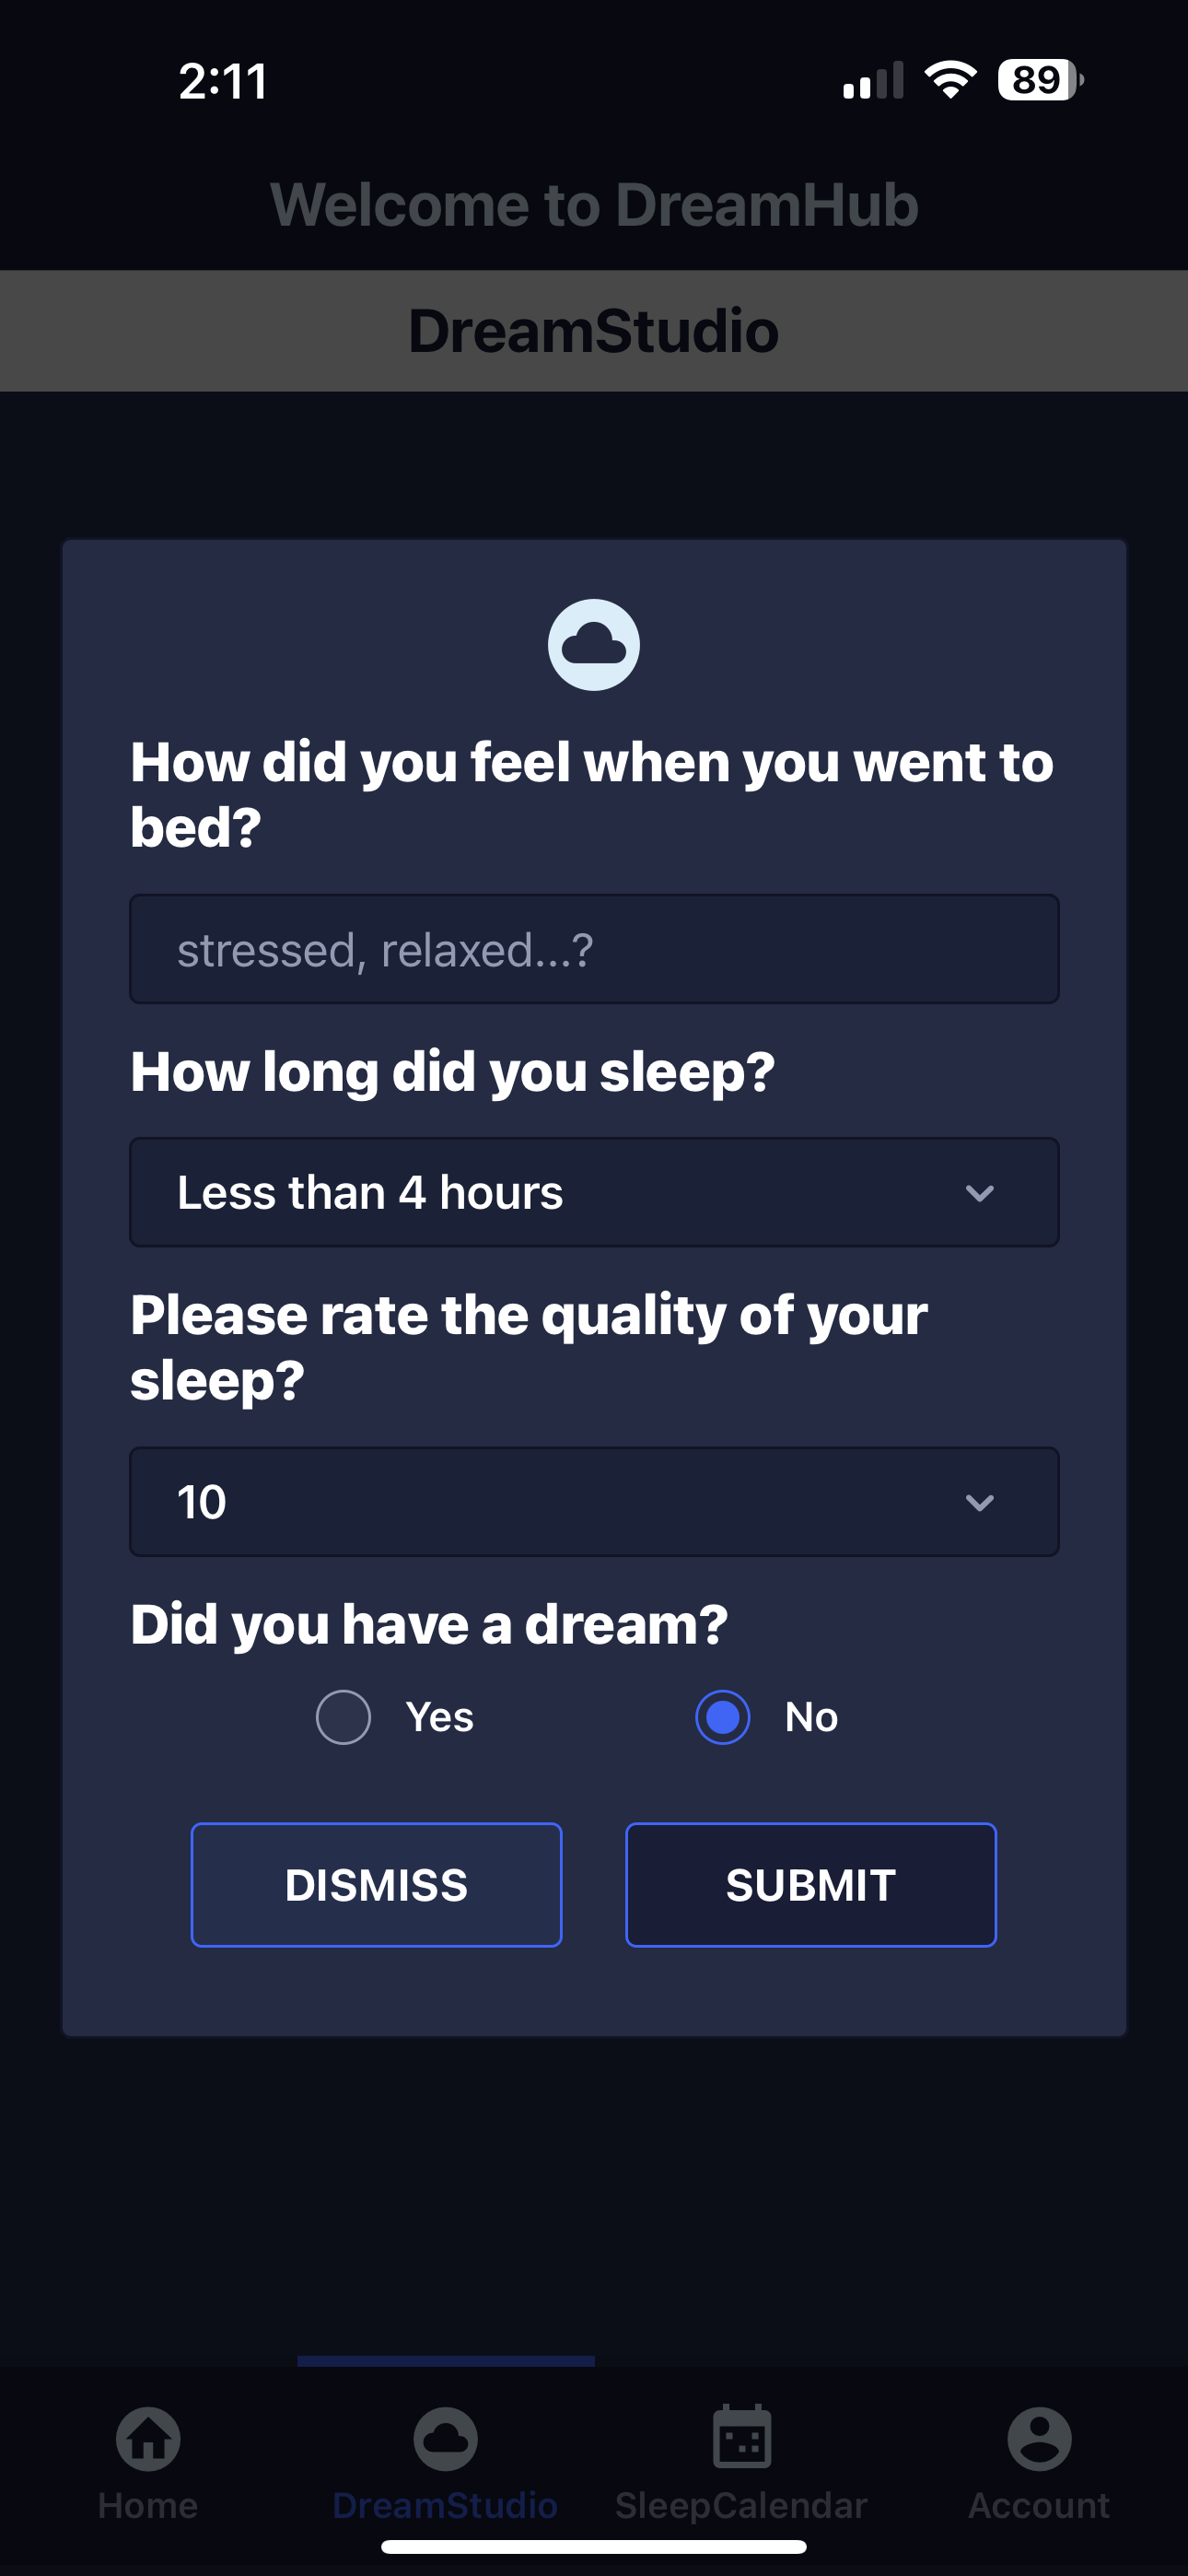 2:11
89
Welcome to DreamHub
DreamStudio
How did you feel when you went to
bed?
stressed, relaxed...?
How long did you sleep?
Less than 4 hours
Please rate the quality of your
sleep?
10
Did you have a dream?
Yes No
DISMISS SUBMIT
Home DreamStudio SleepCalendar Account